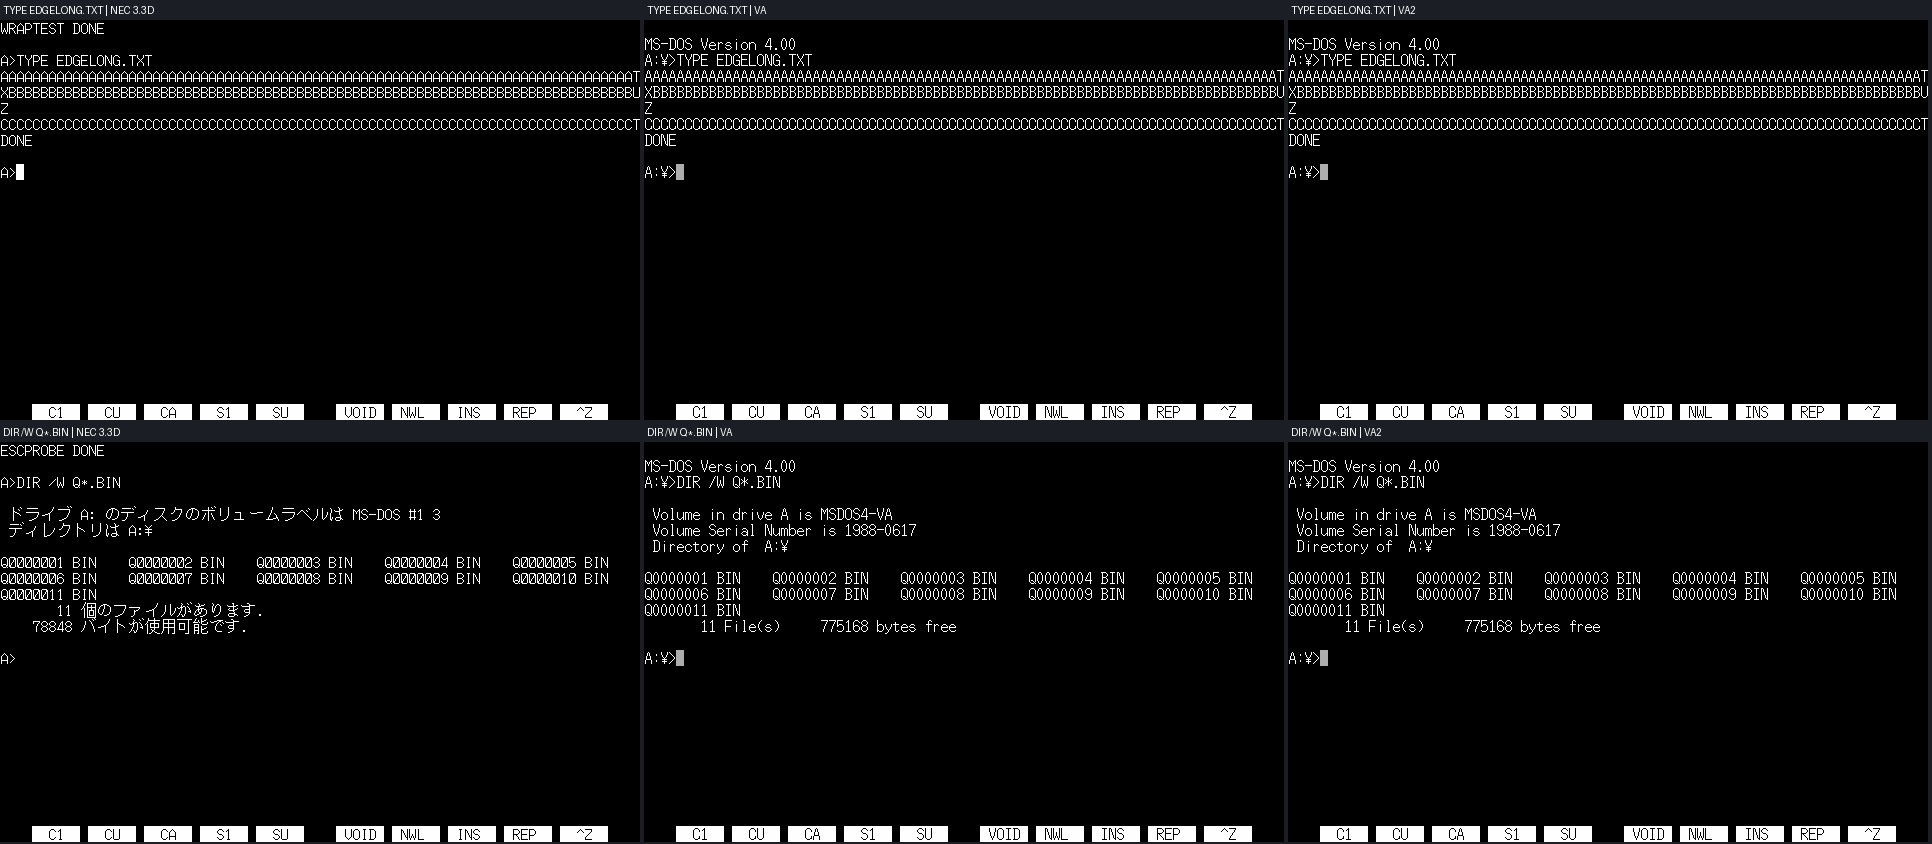 TYPE EDGELONG.TXT | NEC 3.3D
WRAPTEST DONE
A>TYPE EDGELONG.TXT
AAAAAAAAAAAAAAAAAAAAAAAAAAAAAAAAAAAAAAAAAAAAAAAAAAAAAAAAAAAAAAAAAAAAAAAAAAAAAAAT
XBBBBBBBBBBBBBBBBBBBBBBBBBBBBBBBBBBBBBBBBBBBBBBBBBBBBBBBBBBBBBBBBBBBBBBBBBBBBBBU
Z
CCCCCCCCCCCCCCCCCCCCCCCCCCCCCCCCCCCCCCCCCCCCCCCCCCCCCCCCCCCCCCCCCCCCCCCCCCCCCCCT
DONE
A>
C1 CU CA S1 SU VOID NWL INS REP ^Z
TYPE EDGELONG.TXT | VA
MS-DOS Version 4.00
A:¥>TYPE EDGELONG.TXT
AAAAAAAAAAAAAAAAAAAAAAAAAAAAAAAAAAAAAAAAAAAAAAAAAAAAAAAAAAAAAAAAAAAAAAAAAAAAAAAT
XBBBBBBBBBBBBBBBBBBBBBBBBBBBBBBBBBBBBBBBBBBBBBBBBBBBBBBBBBBBBBBBBBBBBBBBBBBBBBBU
Z
CCCCCCCCCCCCCCCCCCCCCCCCCCCCCCCCCCCCCCCCCCCCCCCCCCCCCCCCCCCCCCCCCCCCCCCCCCCCCCCT
DONE
A:¥>
C1 CU CA S1 SU VOID NWL INS REP ^Z
TYPE EDGELONG.TXT | VA2
MS-DOS Version 4.00
A:¥>TYPE EDGELONG.TXT
AAAAAAAAAAAAAAAAAAAAAAAAAAAAAAAAAAAAAAAAAAAAAAAAAAAAAAAAAAAAAAAAAAAAAAAAAAAAAAAT
XBBBBBBBBBBBBBBBBBBBBBBBBBBBBBBBBBBBBBBBBBBBBBBBBBBBBBBBBBBBBBBBBBBBBBBBBBBBBBBU
Z
CCCCCCCCCCCCCCCCCCCCCCCCCCCCCCCCCCCCCCCCCCCCCCCCCCCCCCCCCCCCCCCCCCCCCCCCCCCCCCCT
DONE
A:¥>
C1 CU CA S1 SU VOID NWL INS REP ^Z
DIR /W Q*.BIN | NEC 3.3D
ESCPROBE DONE
A>DIR /W Q*.BIN
ドライブ A: のディスクのボリュームラベルは MS-DOS #1 3
ディレクトリは A:¥
Q0000001 BIN Q0000002 BIN Q0000003 BIN Q0000004 BIN Q0000005 BIN
Q0000006 BIN Q0000007 BIN Q0000008 BIN Q0000009 BIN Q0000010 BIN
Q0000011 BIN
11 個のファイルがあります.
78848 バイトが使用可能です.
A>
C1 CU CA S1 SU VOID NWL INS REP ^Z
DIR /W Q*.BIN | VA
MS-DOS Version 4.00
A:¥>DIR /W Q*.BIN
Volume in drive A is MSDOS4-VA
Volume Serial Number is 1988-0617
Directory of A:¥
Q0000001 BIN Q0000002 BIN Q0000003 BIN Q0000004 BIN Q0000005 BIN
Q0000006 BIN Q0000007 BIN Q0000008 BIN Q0000009 BIN Q0000010 BIN
Q0000011 BIN
11 File(s) 775168 bytes free
A:¥>
C1 CU CA S1 SU VOID NWL INS REP ^Z
DIR /W Q*.BIN | VA2
MS-DOS Version 4.00
A:¥>DIR /W Q*.BIN
Volume in drive A is MSDOS4-VA
Volume Serial Number is 1988-0617
Directory of A:¥
Q0000001 BIN Q0000002 BIN Q0000003 BIN Q0000004 BIN Q0000005 BIN
Q0000006 BIN Q0000007 BIN Q0000008 BIN Q0000009 BIN Q0000010 BIN
Q0000011 BIN
11 File(s) 775168 bytes free
A:¥>
C1 CU CA S1 SU VOID NWL INS REP ^Z